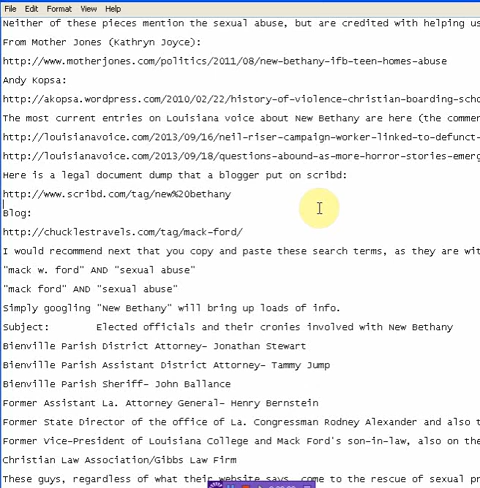 File Edit Format View Help
Neither of these pieces mention the sexual abuse, but are credited with helping us
From Mother Jones (Kathryn Joyce):
http://www.motherjones.com/politics/2011/08/new-bethany-ifb-teen-homes-abuse
Andy Kopsa:
http://akopsa.wordpress.com/2010/02/22/history-of-violence-christian-boarding-scho
The most current entries on Louisiana voice about New Bethany are here (the comme
http://louisianavoice.com/2013/09/16/neil-riser-campaign-worker-linked-to-defunct-
http://louisianavoice.com/2013/09/18/questions-abound-as-more-horror-stories-emerg
Here is a legal document dump that a blogger put on scribd:
http://www.scribd.com/tag/new%20bethany
Blog:
http://chucklestravels.com/tag/mack-ford/
I would recommend next that you copy and paste these search terms, as they are wit
"mack w. ford" AND "sexual abuse"
"mack ford" AND "sexual abuse"
Simply googling "New Bethany" will bring up loads of info.
Subject: Elected officials and their cronies involved with New Bethany
Bienville Parish District Attorney- Jonathan Stewart
Bienville Parish Assistant District Attorney- Tammy Jump
Bienville Parish Sheriff- John Ballance
Former Assistant La. Attorney General- Henry Bernstein
Former State Director of the office of La. Congressman Rodney Alexander and also t
Former Vice-President of Louisiana College and Mack Ford's son-in-law, also on the
Christian Law Association/Gibbs Law Firm
These guys, regardless of what their website says, come to the rescue of sexual pr